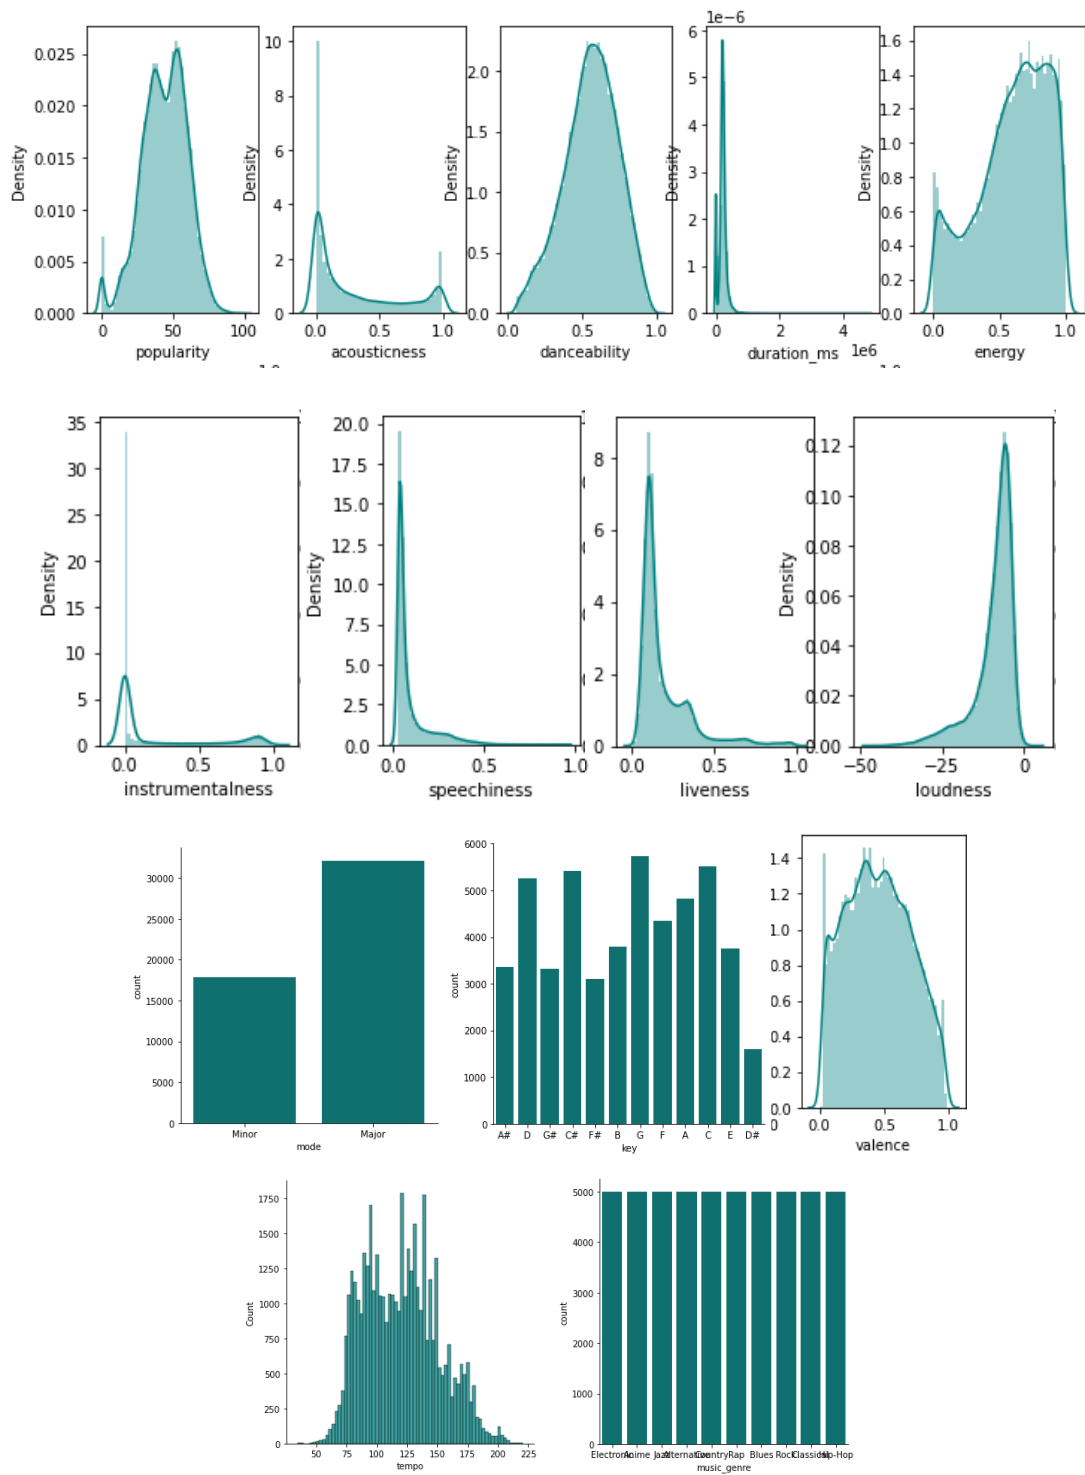 1e−6
0.025
0.020
0.015
0.010
0.005
0.000
Density
0 50 100
popularity
10
8
6
4
2
0
Density
0.0 0.5 1.0
acousticness
2.0
1.5
1.0
0.5
0.0
Density
0.0 0.5 1.0
danceability
6
5
4
3
2
1
0
Density
0 2 4
duration_ms 1e6
1.6
1.4
1.2
1.0
0.8
0.6
0.4
0.2
0.0
Density
0.0 0.5 1.0
energy
35
30
25
20
15
10
5
0
Density
0.0 0.5 1.0
instrumentalness
20.0
17.5
15.0
12.5
10.0
7.5
5.0
2.5
0.0
Density
0.0 0.5 1.0
speechiness
8
6
4
2
0
0.0 0.5 1.0
liveness
0.12
0.10
0.08
0.06
0.04
0.02
0.00
Density
−50 −25 0
loudness
30000
25000
20000
15000
10000
5000
0
count
Minor Major
mode
6000
5000
4000
3000
2000
1000
0
count
A# D G# C# F# B G F A C E D#
key
1.4
1.2
1.0
0.8
0.6
0.4
0.2
0.0
0.0 0.5 1.0
valence
1750
1500
1250
1000
750
500
250
0
Count
50 75 100 125 150 175 200 225
tempo
5000
4000
3000
2000
1000
0
count
Electronic Anime Jazz Alternative Country Rap Blues Rock Classical Hip-Hop
music_genre